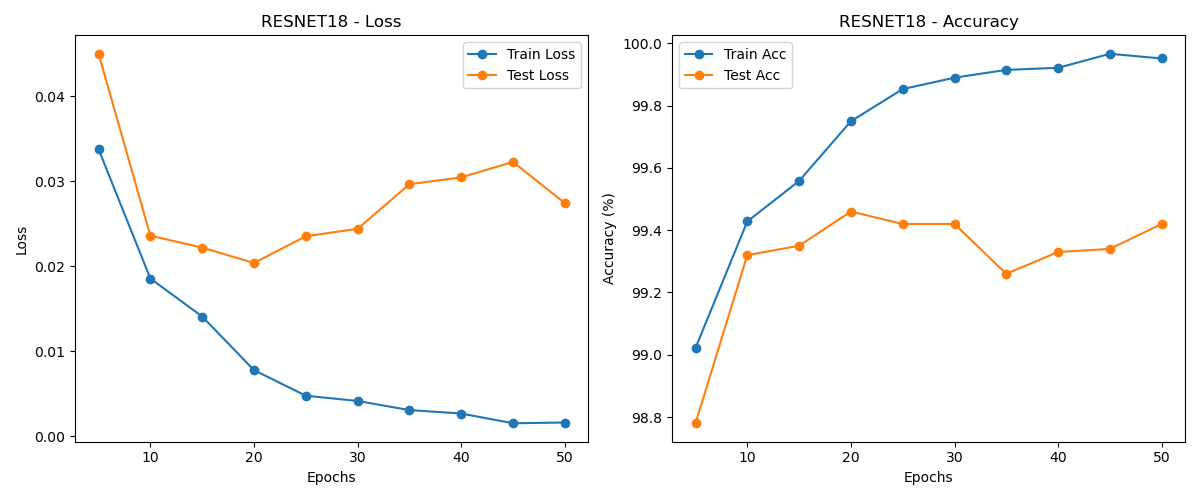 RESNET18 - Loss
Train Loss
Test Loss
0.04
0.03
0.02
0.01
0.00
Loss
10 20 30 40 50
Epochs
RESNET18 - Accuracy
Train Acc
Test Acc
100.0
99.8
99.6
99.4
99.2
99.0
98.8
Accuracy (%)
10 20 30 40 50
Epochs